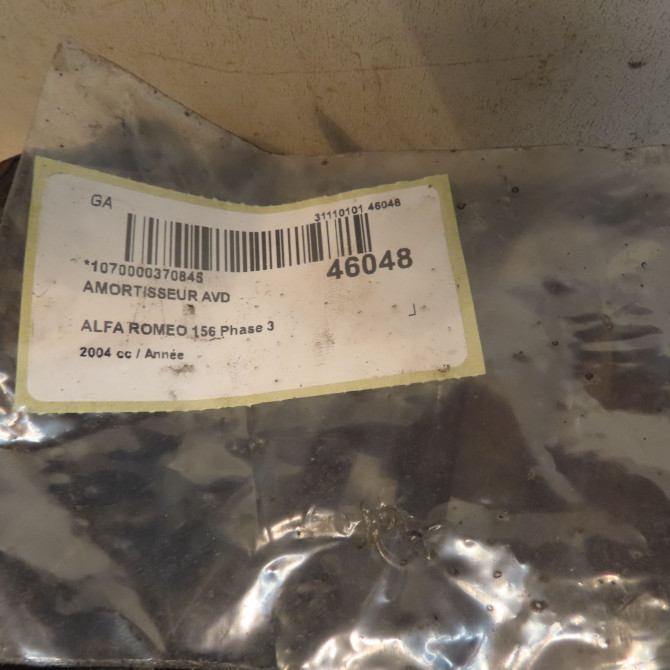 GA
31110101 46048
*1070000370845
46048
AMORTISSEUR AVD
ALFA ROMEO 156 Phase 3
2004 cc / Année